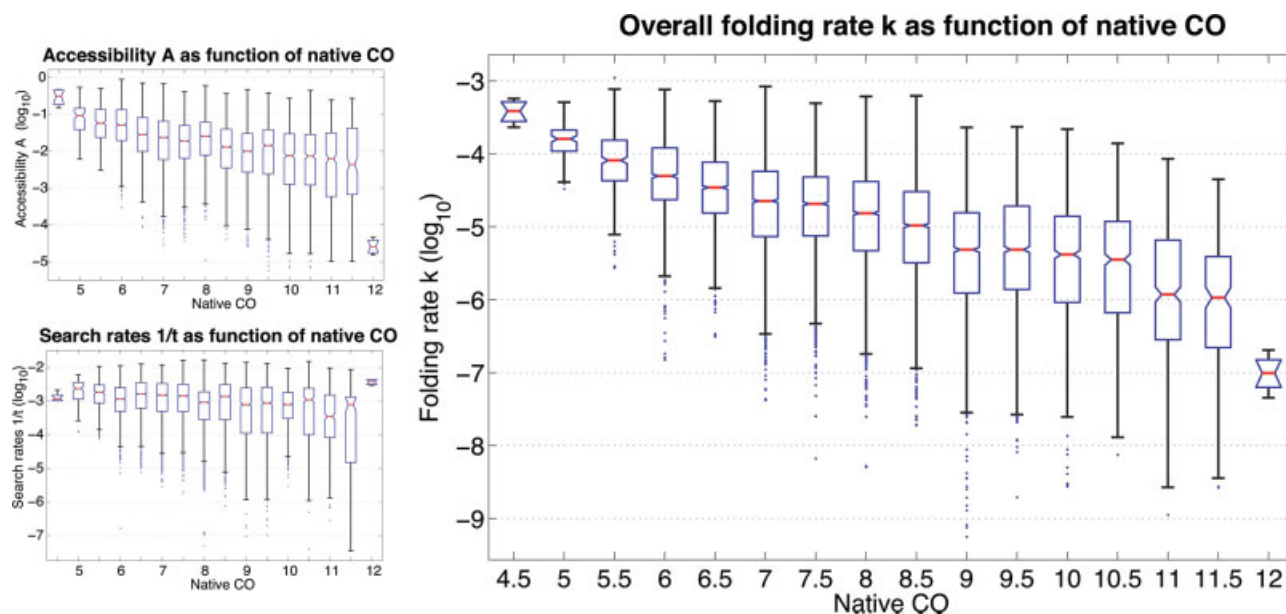 Accessibility A as function of native CO
Accessibility A (log10)
0
−1
−2
−3
−4
−5
5 6 7 8 9 10 11 12
Native CO
Search rates 1/t as function of native CO
Search rates 1/t (log10)
−2
−3
−4
−5
−6
−7
5 6 7 8 9 10 11 12
Native CO
Overall folding rate k as function of native CO
Folding rate k (log10)
−3
−4
−5
−6
−7
−8
−9
4.5 5 5.5 6 6.5 7 7.5 8 8.5 9 9.5 10 10.5 11 11.5 12
Native CO